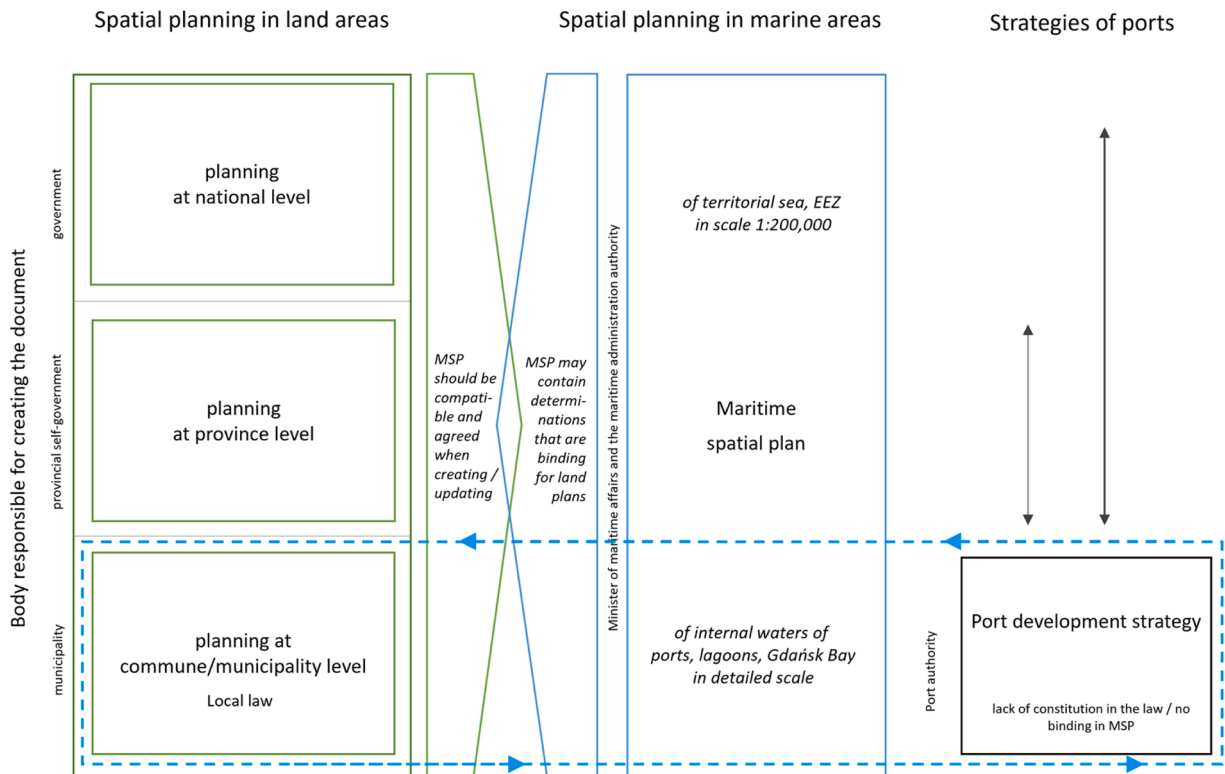 Spatial planning in land areas
Spatial planning in marine areas
Strategies of ports
Body responsible for creating the document
government
provincial self-government
municipality
planning
at national level
planning
at province level
planning at
commune/municipality level
Local law
MSP
should be
compati-
ble and
agreed
when
creating /
updating
MSP may
contain
determi-
nations
that are
binding
for land
plans
Minister of maritime affairs and the maritime administration authority
of territorial sea, EEZ
in scale 1:200,000
Maritime
spatial plan
of internal waters of
ports, lagoons, Gdańsk Bay
in detailed scale
Port authority
Port development strategy
lack of constitution in the law / no
binding in MSP